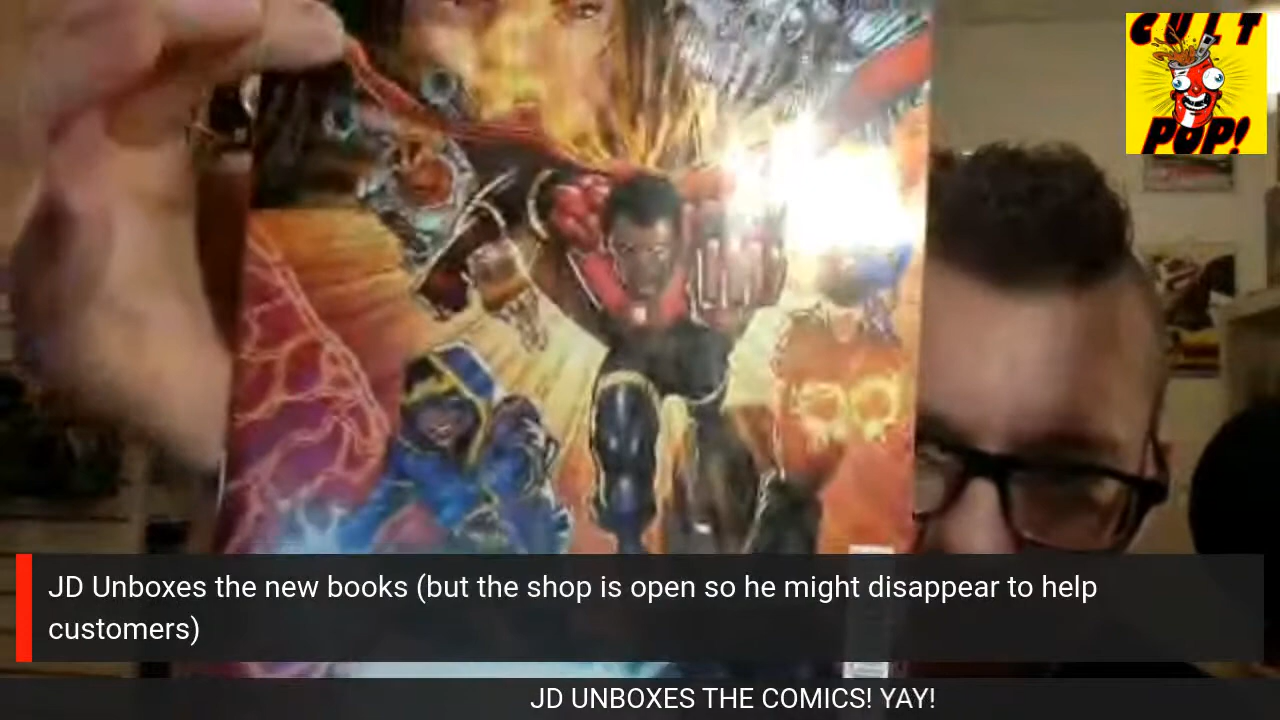 CULT
POP!
JD Unboxes the new books (but the shop is open so he might disappear to help
customers)
JD UNBOXES THE COMICS! YAY!